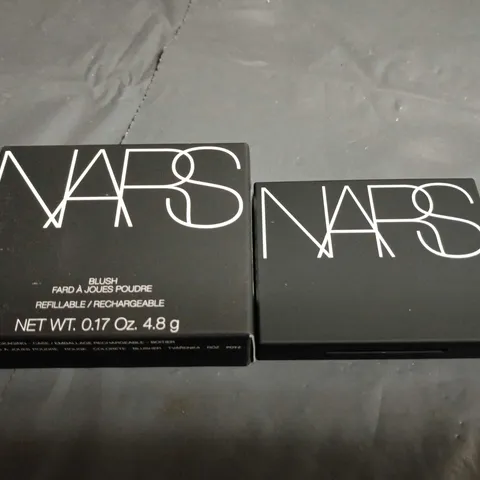 NARS
BLUSH
FARD À JOUES POUDRE
REFILLABLE / RECHARGEABLE
NET WT. 0.17 Oz. 4.8 g
NARS